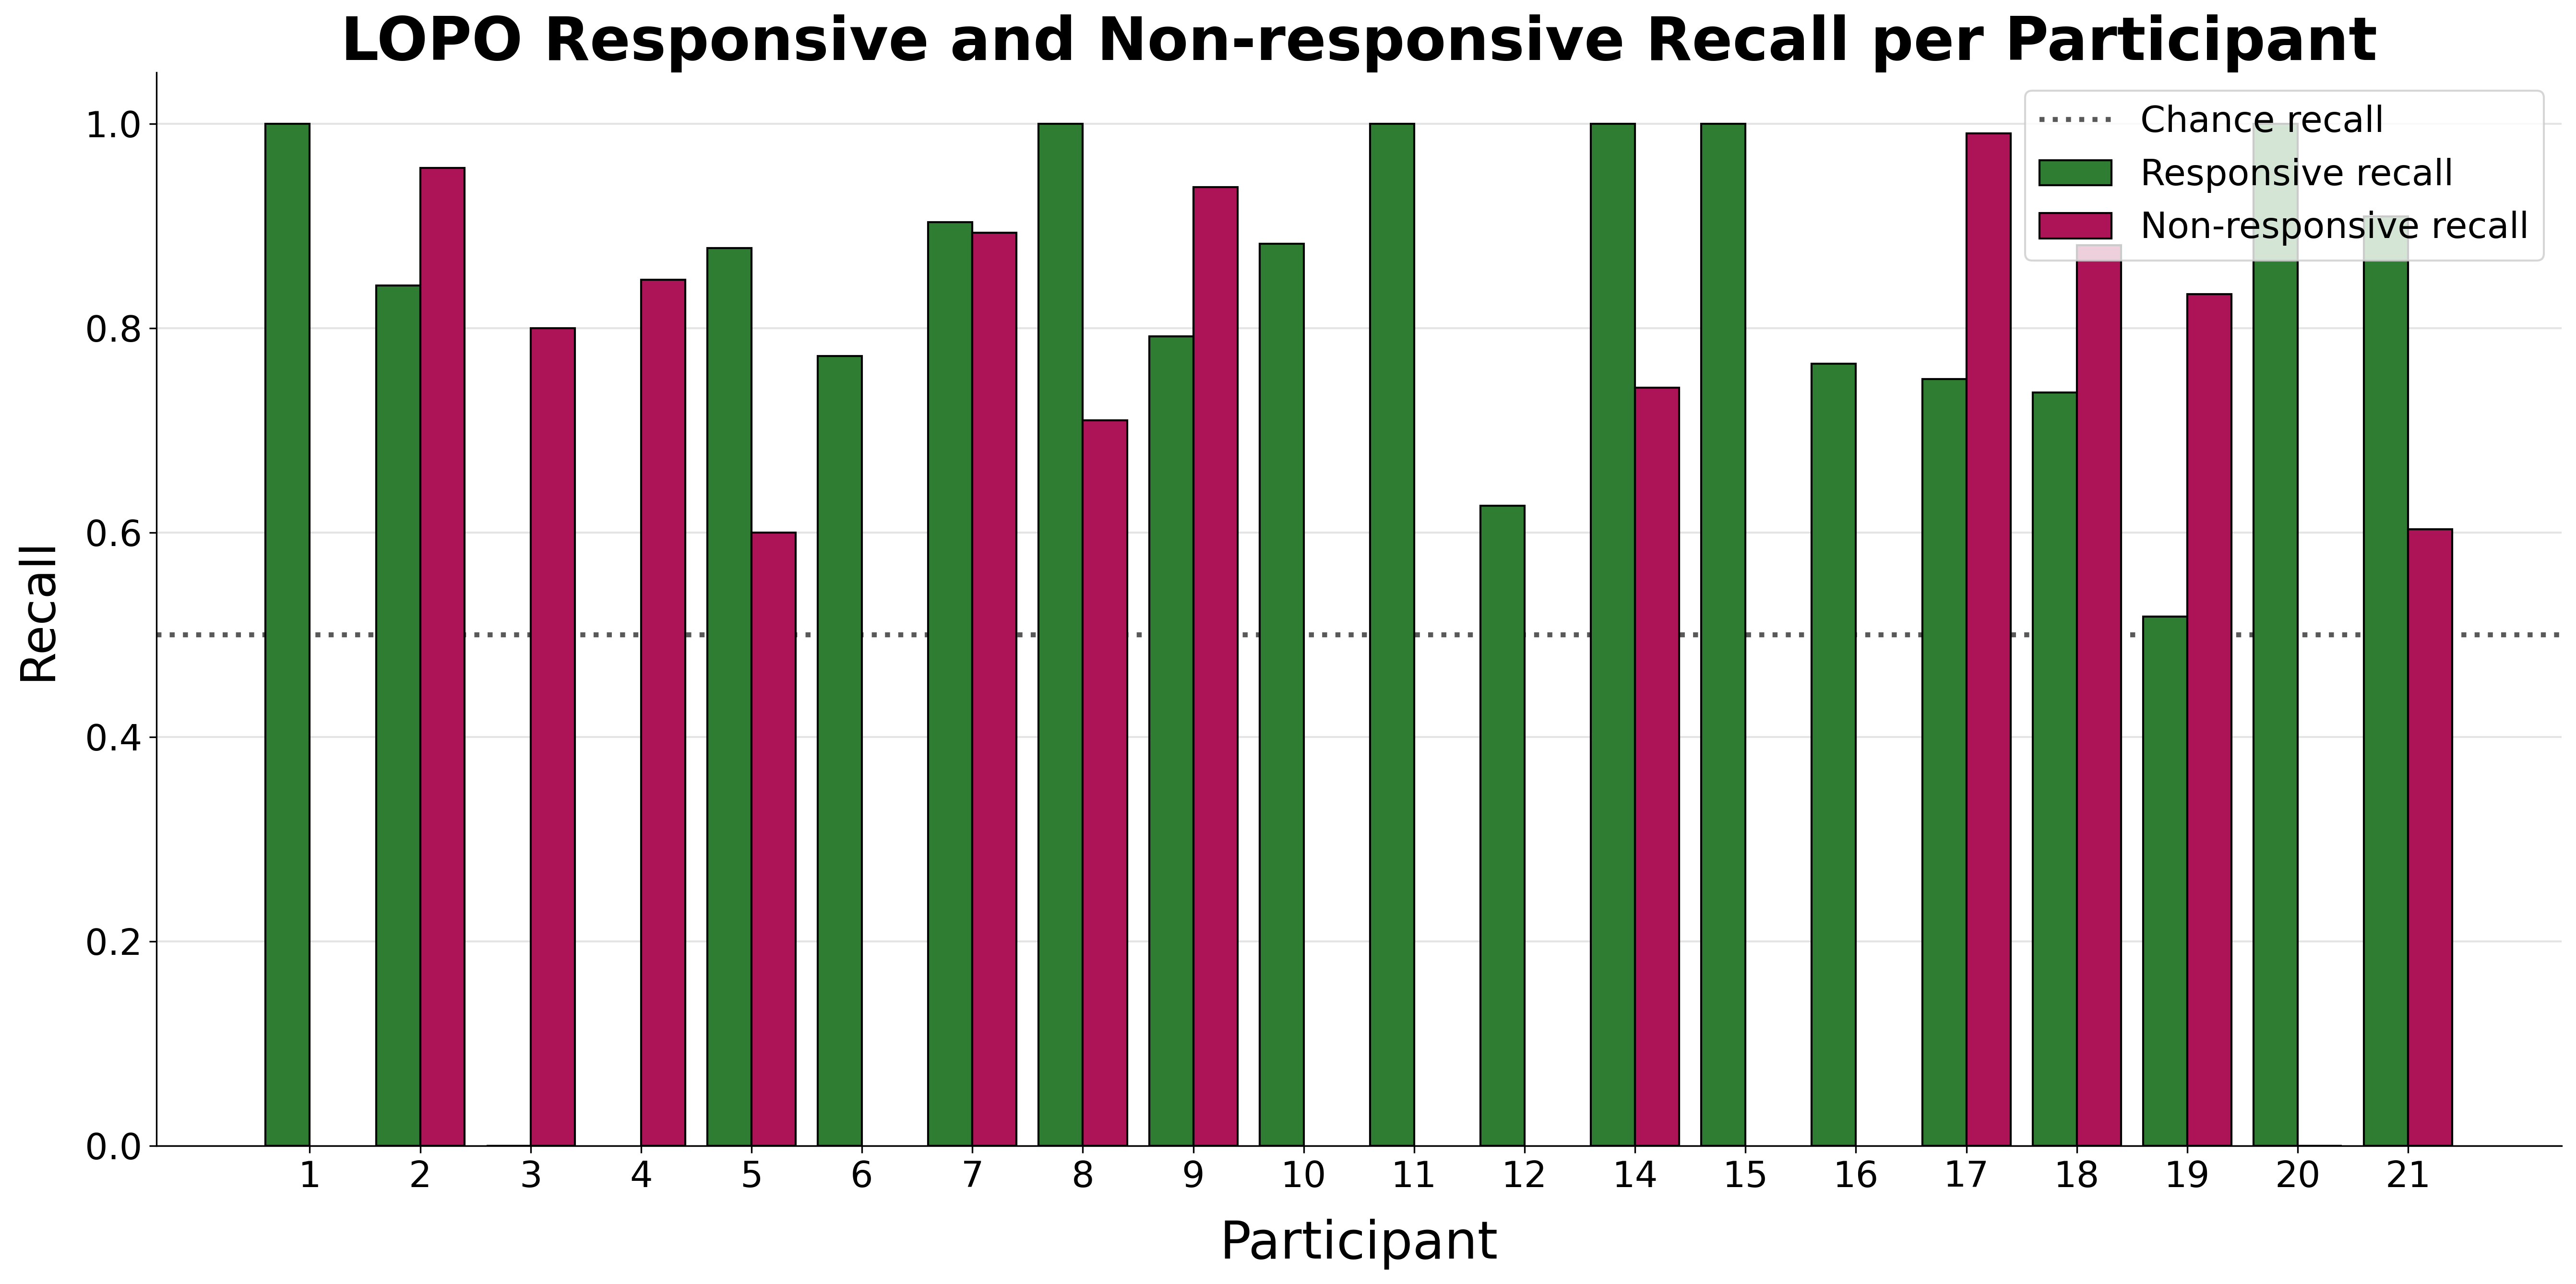 LOPO Responsive and Non-responsive Recall per Participant
Chance recall
Responsive recall
Non-responsive recall
Recall
1.0
0.8
0.6
0.4
0.2
0.0
1 2 3 4 5 6 7 8 9 10 11 12 14 15 16 17 18 19 20 21
Participant